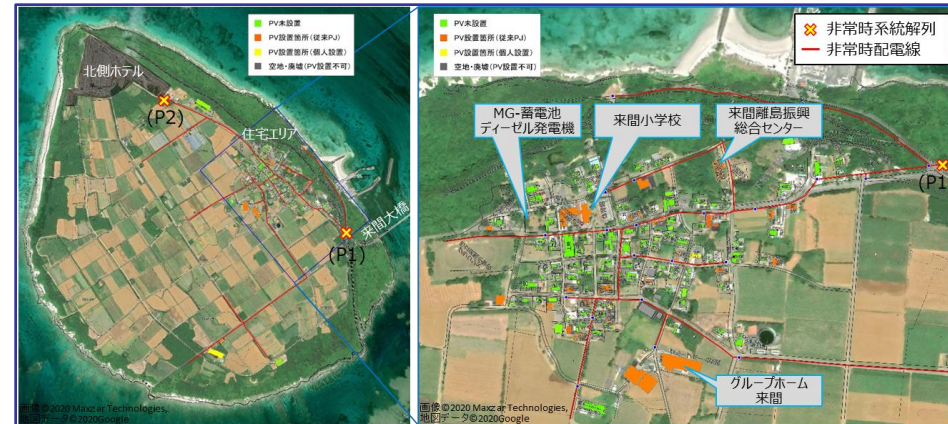 PV未設置
PV設置箇所(従来PJ)
PV設置箇所(個人設置)
空地・廃墟(PV設置不可)
北側ホテル
(P2)
住宅エリア
来間大橋
(P1)
画像©2020 Maxzar Technologies,
地図データ©2020Google
PV未設置
PV設置箇所(従来PJ)
PV設置箇所(個人設置)
空地・廃墟(PV設置不可)
非常時系統解列
非常時配電線
MG-蓄電池
ディーゼル発電機
来間小学校
来間離島振興
総合センター
(P1
グループホーム
来間
画像©2020 Maxzar Technologies,
地図データ©2020Google